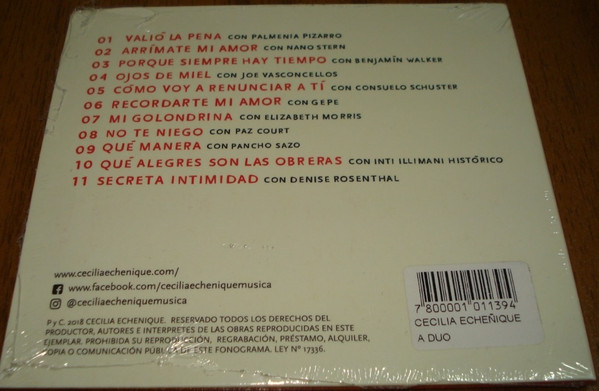 01 VALIÓ LA PENA CON PALMENIA PIZARRO
02 ARRÍMATE MI AMOR CON NANO STERN
03 PORQUE SIEMPRE HAY TIEMPO CON BENJAMÍN WALKER
04 OJOS DE MIEL CON JOE VASCONCELLOS
05 CÓMO VOY A RENUNCIAR A TÍ CON CONSUELO SCHUSTER
06 RECORDARTE MI AMOR CON GEPE
07 MI GOLONDRINA CON ELIZABETH MORRIS
08 NO TE NIEGO CON PAZ COURT
09 QUÉ MANERA CON PANCHO SAZO
10 QUÉ ALEGRES SON LAS OBRERAS CON INTI ILLIMANI HISTÓRICO
11 SECRETA INTIMIDAD CON DENISE ROSENTHAL
www.ceciliaechenique.com/
www.facebook.com/ceciliaecheniquemusica
@ceciliaecheniquemusica
P y C. 2018 CECILIA ECHENIQUE. RESERVADO TODOS LOS DERECHOS DEL
PRODUCTOR, AUTORES E INTERPRETES DE LAS OBRAS REPRODUCIDAS EN ESTE
EJEMPLAR. PROHIBIDA SU REPRODUCCIÓN, REGRABACIÓN, PRÉSTAMO, ALQUILER,
COPIA O COMUNICACIÓN PÚBLICA DE ESTE FONOGRAMA. LEY Nº 17336.
7 800001 011394
CECILIA ECHEÑIQUE
A DUO